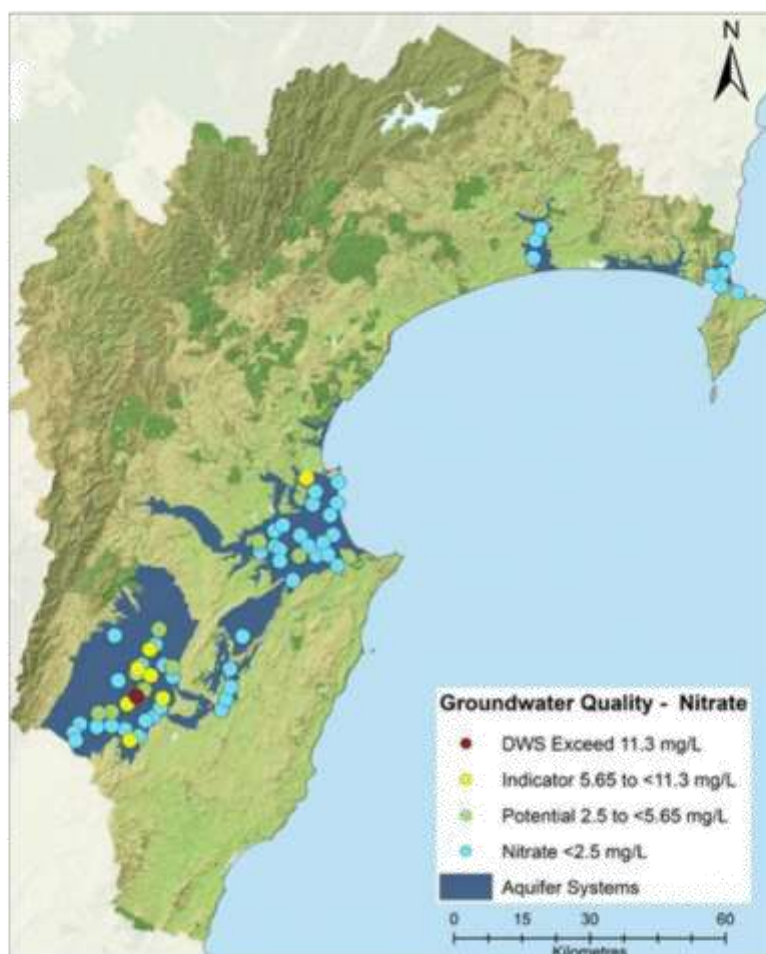 N
Groundwater Quality - Nitrate
DWS Exceed 11.3 mg/L
Indicator 5.65 to <11.3 mg/L
Potential 2.5 to <5.65 mg/L
Nitrate <2.5 mg/L
Aquifer Systems
0 15 30 60
Kilometres